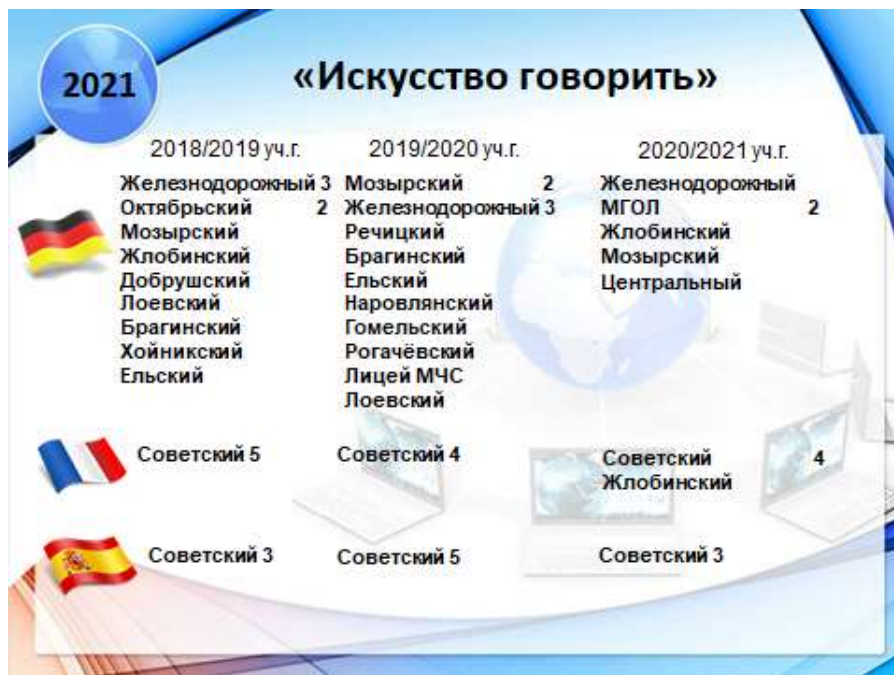 2021
«Искусство говорить»
2018/2019 уч.г.
Железнодорожный 3
Октябрьский 2
Мозырский
Жлобинский
Добрушский
Лоевский
Брагинский
Хойникский
Ельский
2019/2020 уч.г.
Мозырский 2
Железнодорожный 3
Речицкий
Брагинский
Ельский
Наровлянский
Гомельский
Рогачёвский
Лицей МЧС
Лоевский
2020/2021 уч.г.
Железнодорожный
МГОЛ 2
Жлобинский
Мозырский
Центральный
Советский 5
Советский 4
Советский 4
Жлобинский
Советский 3
Советский 5
Советский 3